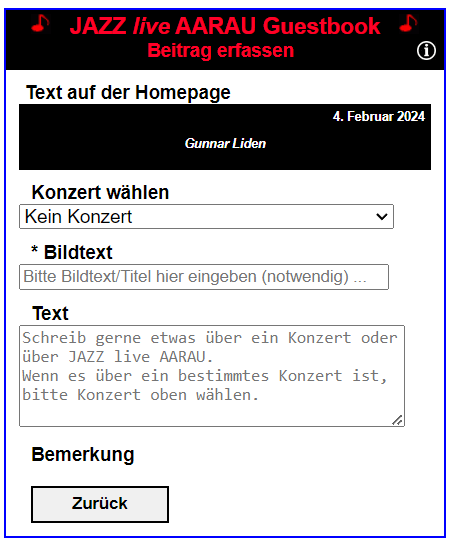 JAZZ live AARAU Guestbook
Beitrag erfassen
Text auf der Homepage
4. Februar 2024
Gunnar Liden
Konzert wählen
Kein Konzert
* Bildtext
Bitte Bildtext/Titel hier eingeben (notwendig) ...
Text
Schreib gerne etwas über ein Konzert oder
über JAZZ live AARAU.
Wenn es über ein bestimmtes Konzert ist,
bitte Konzert oben wählen.
Bemerkung
Zurück